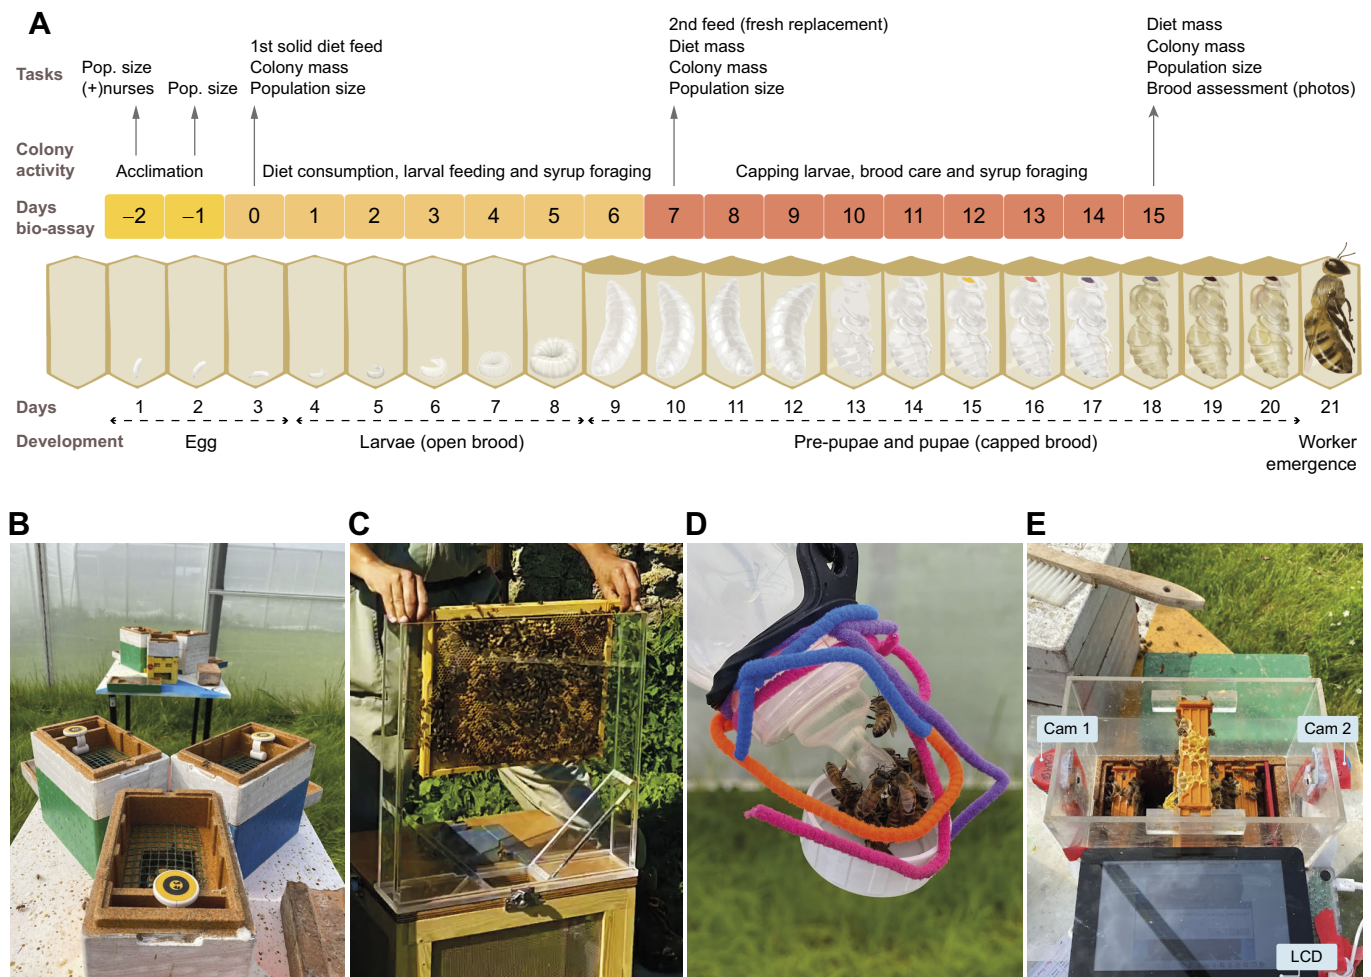 A
Tasks
Pop. size
(+)nurses
Pop. size
1st solid diet feed
Colony mass
Population size
2nd feed (fresh replacement)
Diet mass
Colony mass
Population size
Diet mass
Colony mass
Population size
Brood assessment (photos)
Colony
activity
Acclimation
Diet consumption, larval feeding and syrup foraging
Capping larvae, brood care and syrup foraging
Days
bio-assay
–2 –1 0 1 2 3 4 5 6 7 8 9 10 11 12 13 14 15
Days 1 2 3 4 5 6 7 8 9 10 11 12 13 14 15 16 17 18 19 20 21
Development
Egg
Larvae (open brood)
Pre-pupae and pupae (capped brood)
Worker
emergence
B
C
D
E
Cam 1
Cam 2
LCD